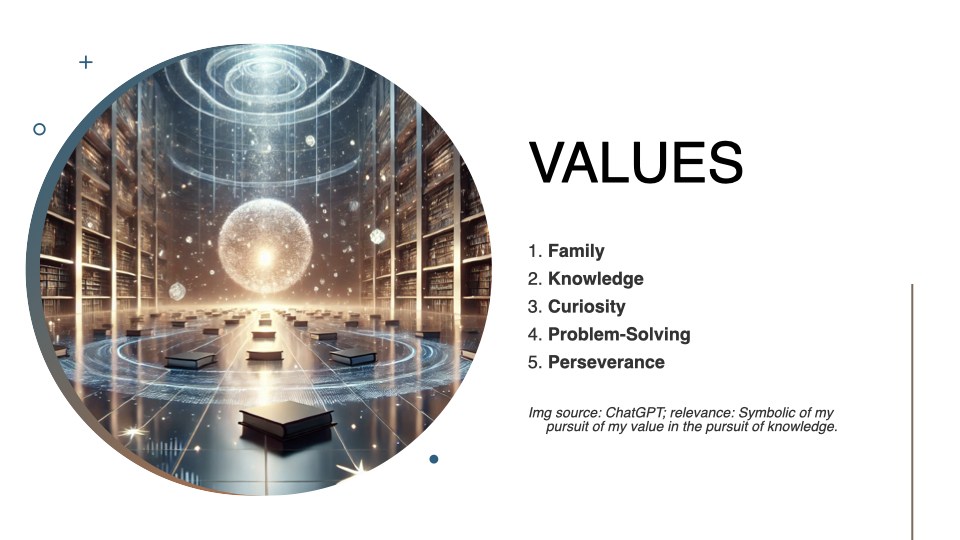 VALUES
1. Family
2. Knowledge
3. Curiosity
4. Problem-Solving
5. Perseverance
Img source: ChatGPT; relevance: Symbolic of my
pursuit of my value in the pursuit of knowledge.